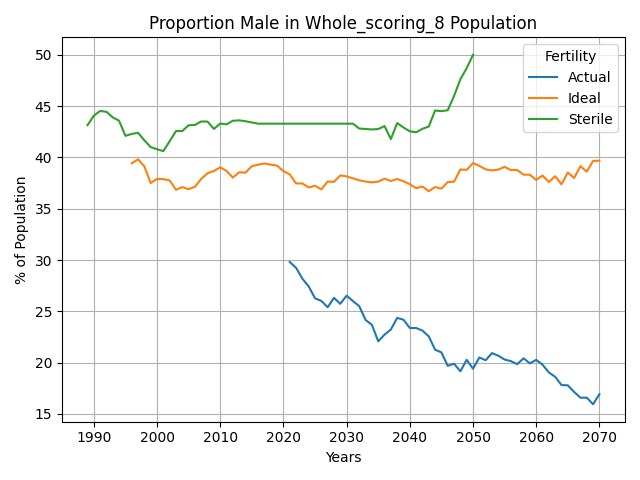 Proportion Male in Whole_scoring_8 Population
Fertility
Actual
Ideal
Sterile
% of Population
50
45
40
35
30
25
20
15
1990 2000 2010 2020 2030 2040 2050 2060 2070
Years